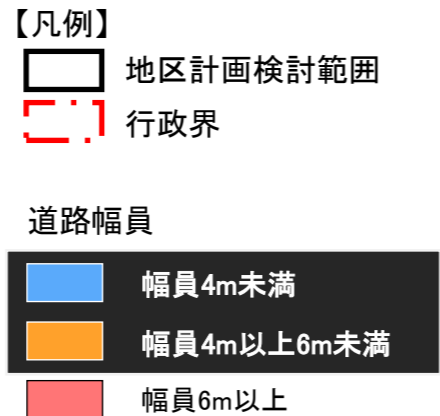 【凡例】
地区計画検討範囲
行政界
道路幅員
幅員4m未満
幅員4m以上6m未満
幅員6m以上